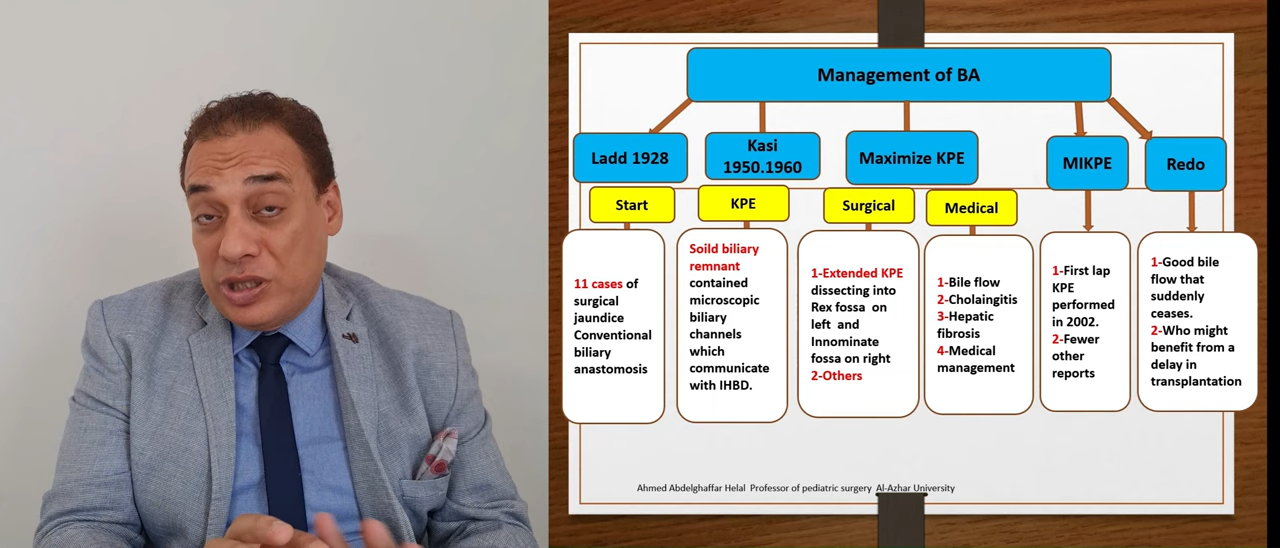 Management of BA
Ladd 1928
Kasi
1950.1960
Maximize KPE
MIKPE
Redo
Start
KPE
Surgical
Medical
11 cases of
surgical
jaundice
Conventional
biliary
anastomosis
Soild biliary
remnant
contained
microscopic
biliary
channels
which
communicate
with IHBD.
1-Extended KPE
dissecting into
Rex fossa on
left and
Innominate
fossa on right
2-Others
1-Bile flow
2-Cholaingitis
3-Hepatic
fibrosis
4-Medical
management
1-First lap
KPE
performed
in 2002.
2-Fewer
other
reports
1-Good bile
flow that
suddenly
ceases.
2-Who might
benefit from a
delay in
transplantation
Ahmed Abdelghaffar Helal Professor of pediatric surgery Al-Azhar University